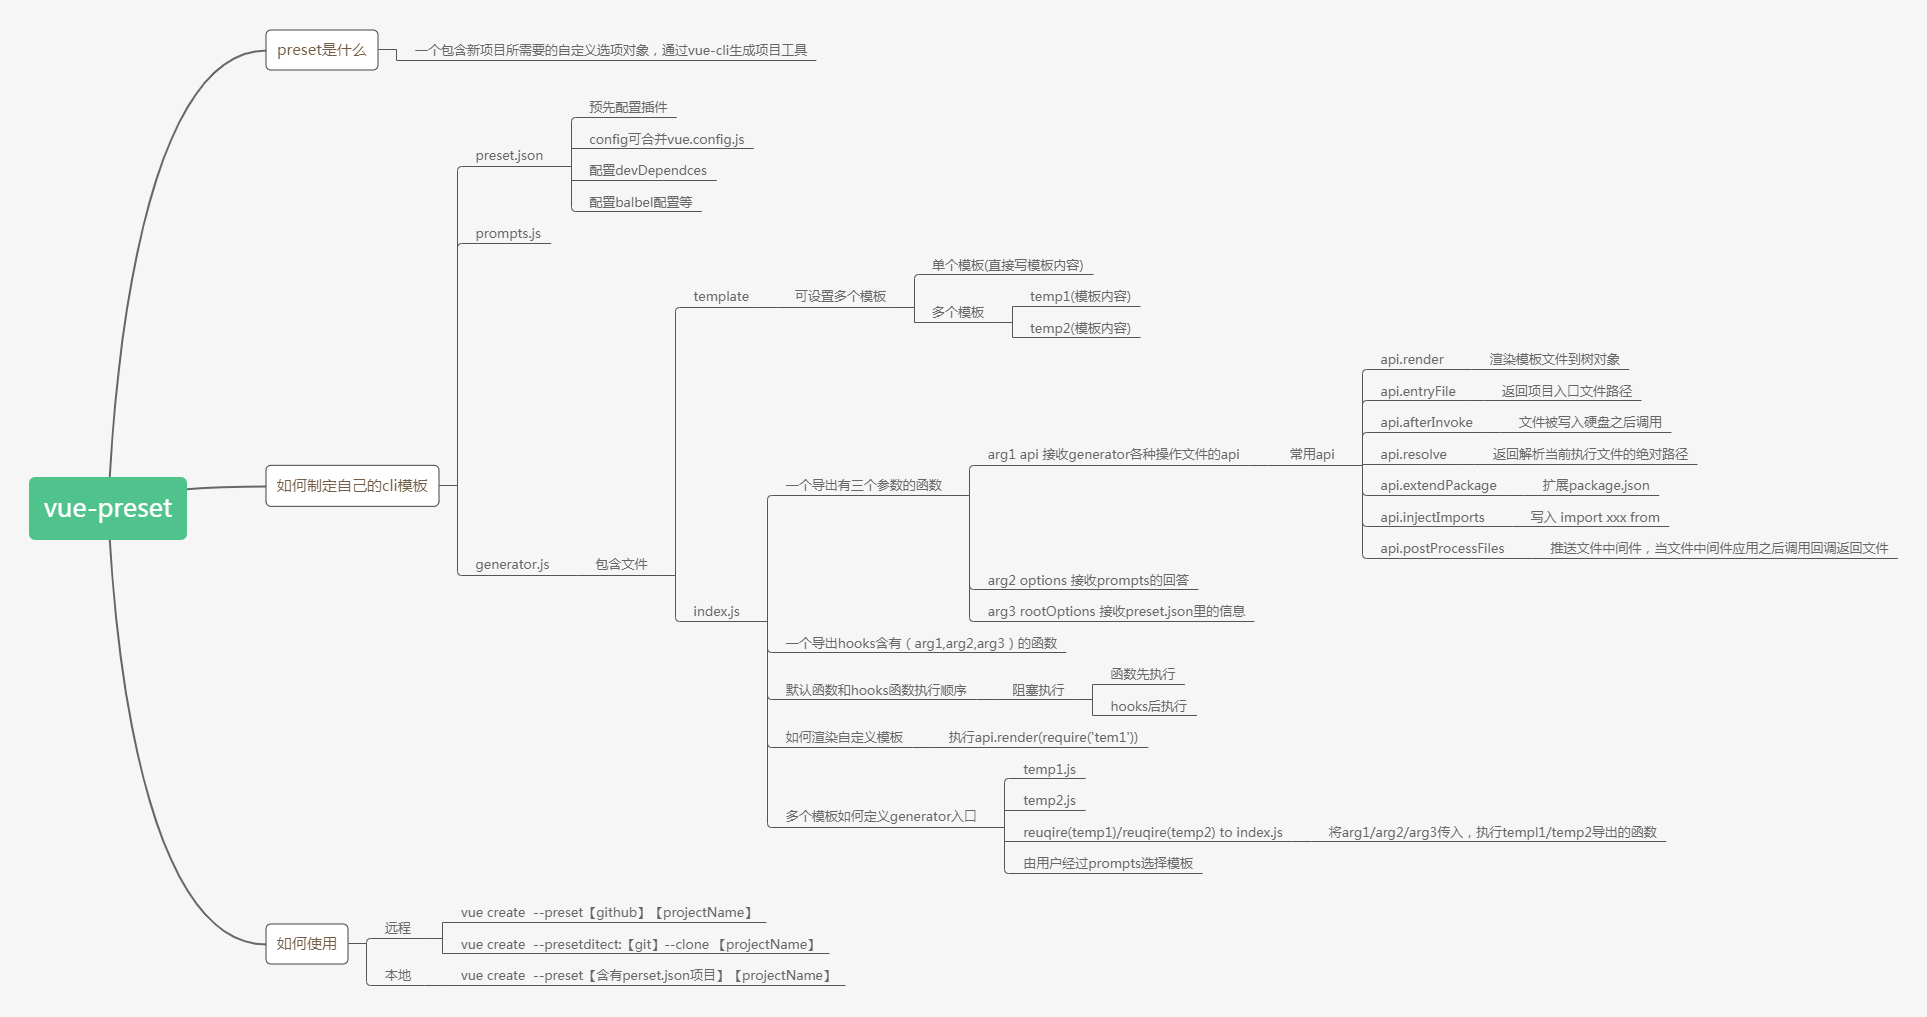 vue-preset
preset是什么
一个包含新项目所需要的自定义选项对象，通过vue-cli生成项目工具
如何制定自己的cli模板
preset.json
预先配置插件
config可合并vue.config.js
配置devDependces
配置balbel配置等
prompts.js
generator.js
包含文件
template
可设置多个模板
单个模板(直接写模板内容)
多个模板
temp1(模板内容)
temp2(模板内容)
index.js
一个导出有三个参数的函数
arg1 api 接收generator各种操作文件的api
常用api
api.render
渲染模板文件到树对象
api.entryFile
返回项目入口文件路径
api.afterInvoke
文件被写入硬盘之后调用
api.resolve
返回解析当前执行文件的绝对路径
api.extendPackage
扩展package.json
api.injectImports
写入 import xxx from
api.postProcessFiles
推送文件中间件，当文件中间件应用之后调用回调返回文件
arg2 options 接收prompts的回答
arg3 rootOptions 接收preset.json里的信息
一个导出hooks含有（arg1,arg2,arg3）的函数
默认函数和hooks函数执行顺序
阻塞执行
函数先执行
hooks后执行
如何渲染自定义模板
执行api.render(require('tem1'))
多个模板如何定义generator入口
temp1.js
temp2.js
reuqire(temp1)/reuqire(temp2) to index.js
将arg1/arg2/arg3传入，执行templ1/temp2导出的函数
由用户经过prompts选择模板
如何使用
远程
vue create --preset【github】【projectName】
vue create --presetditect:【git】--clone 【projectName】
本地
vue create --preset【含有perset.json项目】【projectName】